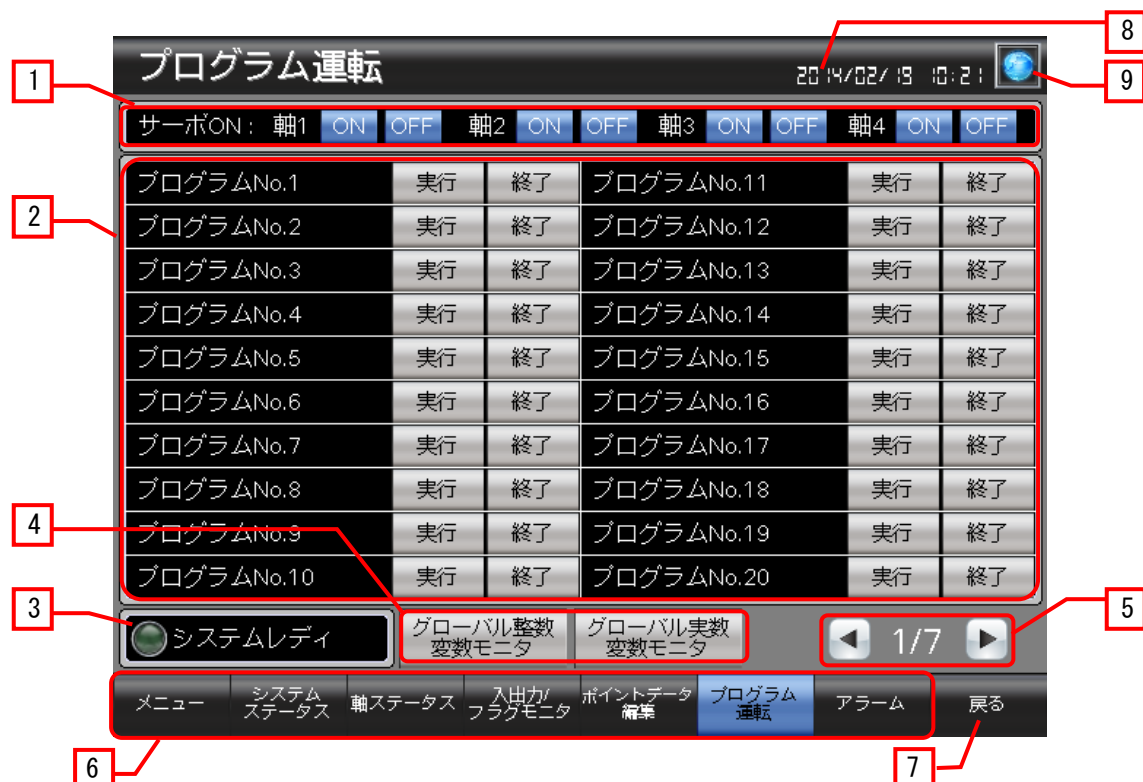 8
プログラム運転
2014/02/19 10:21
1
9
サーボON： 軸1 ON OFF 軸2 ON OFF 軸3 ON OFF 軸4 ON OFF
2
プログラムNo.1 実行 終了 プログラムNo.11 実行 終了
プログラムNo.2 実行 終了 プログラムNo.12 実行 終了
プログラムNo.3 実行 終了 プログラムNo.13 実行 終了
プログラムNo.4 実行 終了 プログラムNo.14 実行 終了
プログラムNo.5 実行 終了 プログラムNo.15 実行 終了
プログラムNo.6 実行 終了 プログラムNo.16 実行 終了
プログラムNo.7 実行 終了 プログラムNo.17 実行 終了
プログラムNo.8 実行 終了 プログラムNo.18 実行 終了
4
プログラムNo.9 実行 終了 プログラムNo.19 実行 終了
プログラムNo.10 実行 終了 プログラムNo.20 実行 終了
3
5
システムレディ
グローバル整数
変数モニタ
グローバル実数
変数モニタ
1/7
メニュー
システム
ステータス
軸ステータス
入出力/
フラグモニタ
ポイントデータ
編集
プログラム
運転
アラーム
戻る
6
7